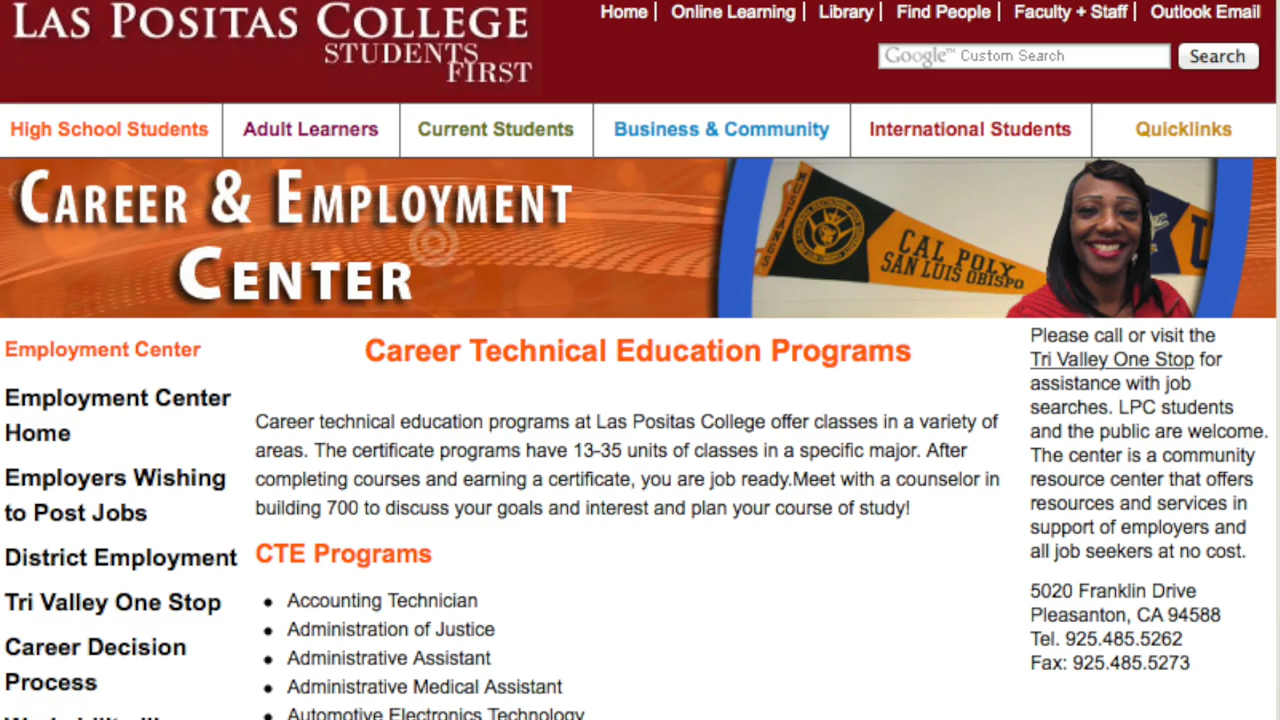 LAS POSITAS COLLEGE
STUDENTS
FIRST
Home | Online Learning | Library | Find People | Faculty + Staff | Outlook Email
Google™ Custom Search
Search
High School Students
Adult Learners
Current Students
Business & Community
International Students
Quicklinks
CAREER & EMPLOYMENT
CENTER
MUSTANGS
CAL POLY
SAN LUIS OBISPO
U
Employment Center
Employment Center
Home
Employers Wishing
to Post Jobs
District Employment
Tri Valley One Stop
Career Decision
Process
Career Technical Education Programs
Career technical education programs at Las Positas College offer classes in a variety of
areas. The certificate programs have 13-35 units of classes in a specific major. After
completing courses and earning a certificate, you are job ready.Meet with a counselor in
building 700 to discuss your goals and interest and plan your course of study!
CTE Programs
Accounting Technician
Administration of Justice
Administrative Assistant
Administrative Medical Assistant
Automotive Electronics Technology
Please call or visit the
Tri Valley One Stop for
assistance with job
searches. LPC students
and the public are welcome.
The center is a community
resource center that offers
resources and services in
support of employers and
all job seekers at no cost.
5020 Franklin Drive
Pleasanton, CA 94588
Tel. 925.485.5262
Fax: 925.485.5273